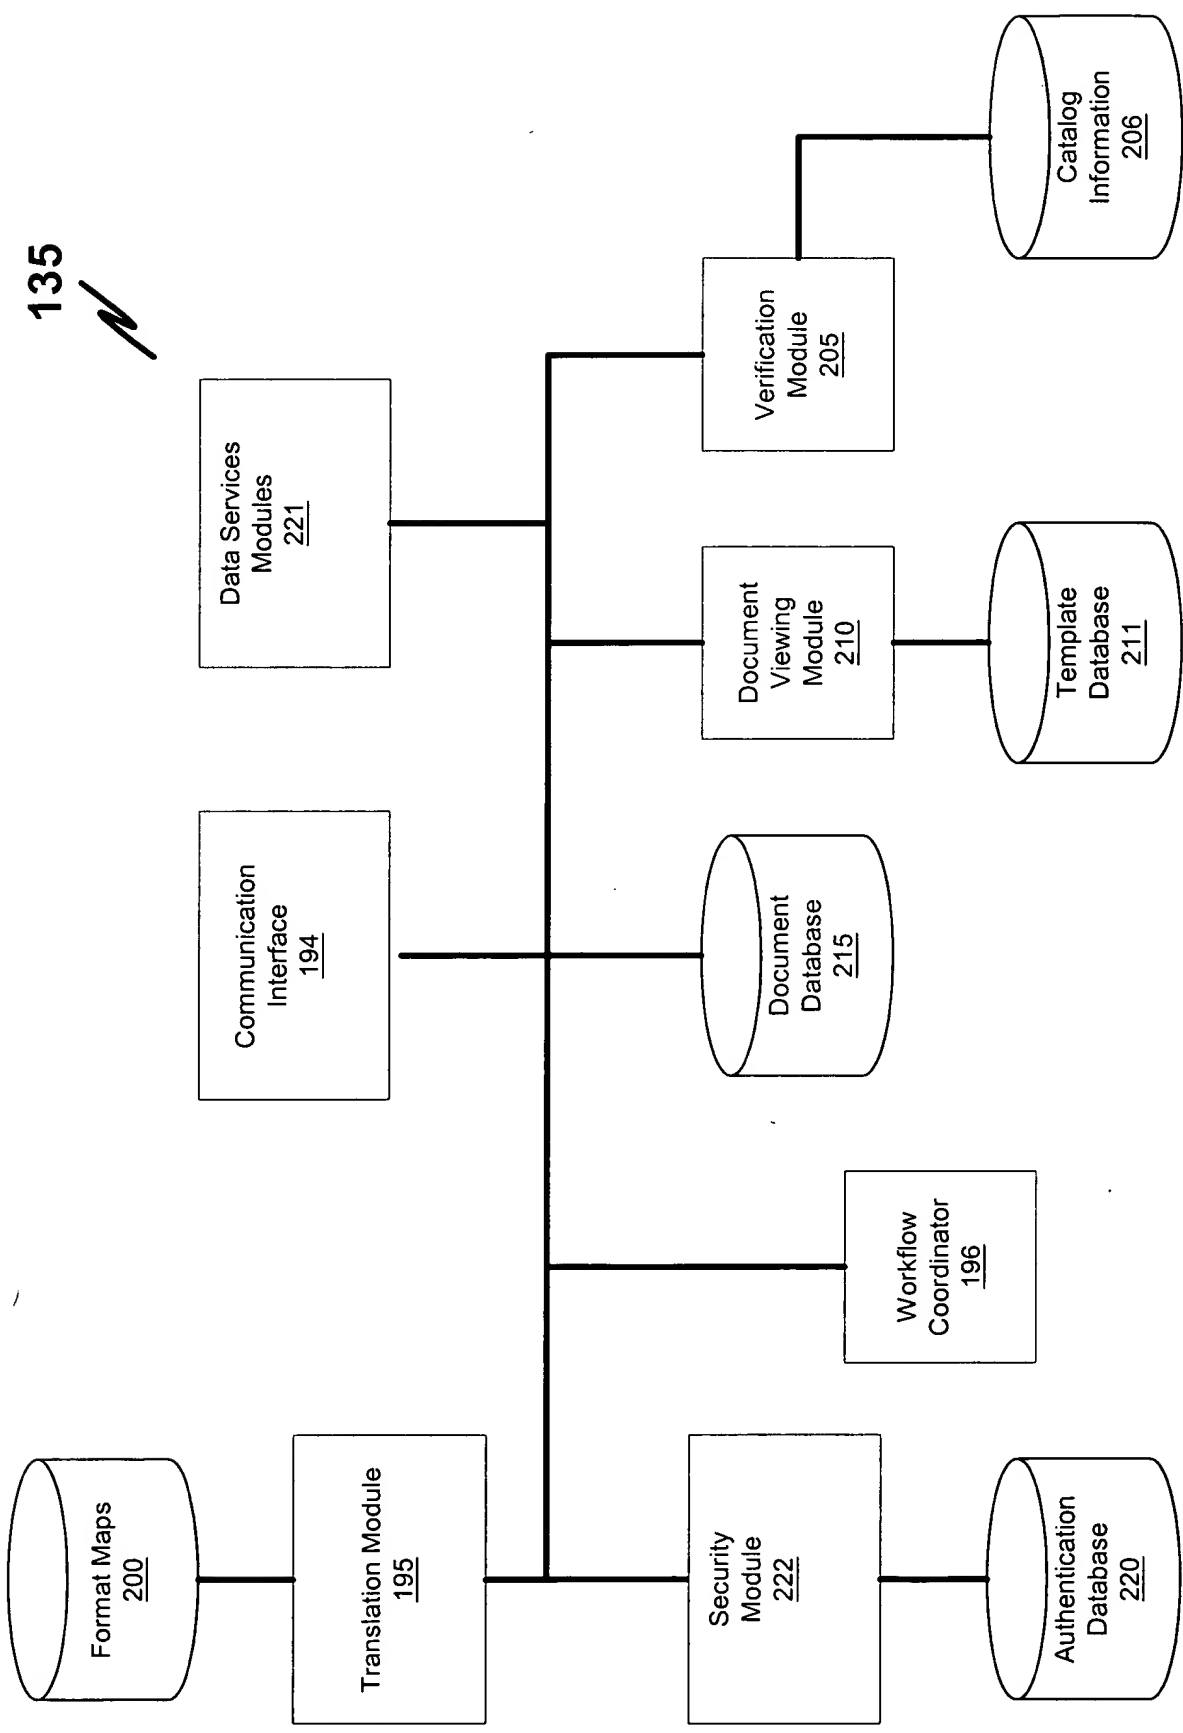 135
Format Maps
200
Translation Module
195
Communication
Interface
194
Data Services
Modules
221
Security
Module
222
Authentication
Database
220
Workflow
Coordinator
196
Document
Database
215
Document
Viewing
Module
210
Template
Database
211
Verification
Module
205
Catalog
Information
206